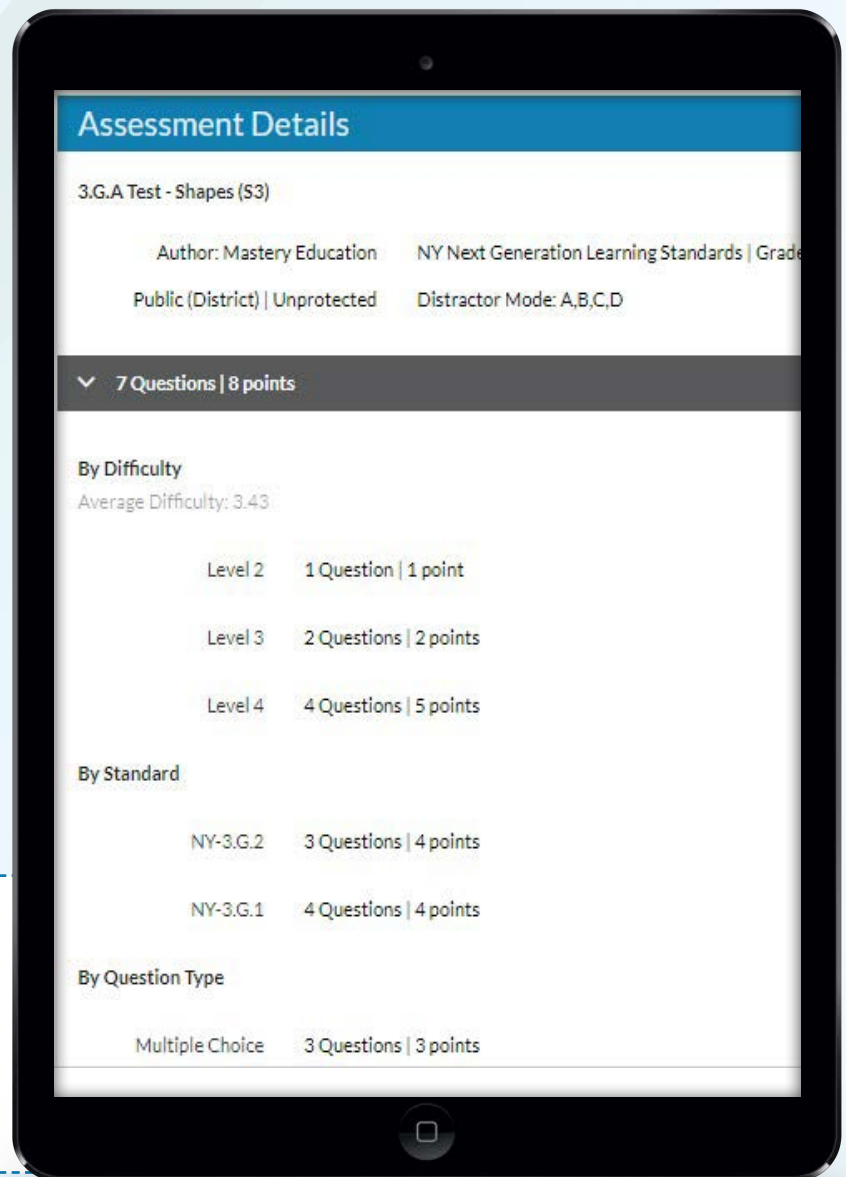 Assessment Details
3.G.A Test - Shapes (S3)
Author: Mastery Education NY Next Generation Learning Standards | Grade
Public (District) | Unprotected Distractor Mode: A,B,C,D
7 Questions | 8 points
By Difficulty
Average Difficulty: 3.43
Level 2 1 Question | 1 point
Level 3 2 Questions | 2 points
Level 4 4 Questions | 5 points
By Standard
NY-3.G.2 3 Questions | 4 points
NY-3.G.1 4 Questions | 4 points
By Question Type
Multiple Choice 3 Questions | 3 points